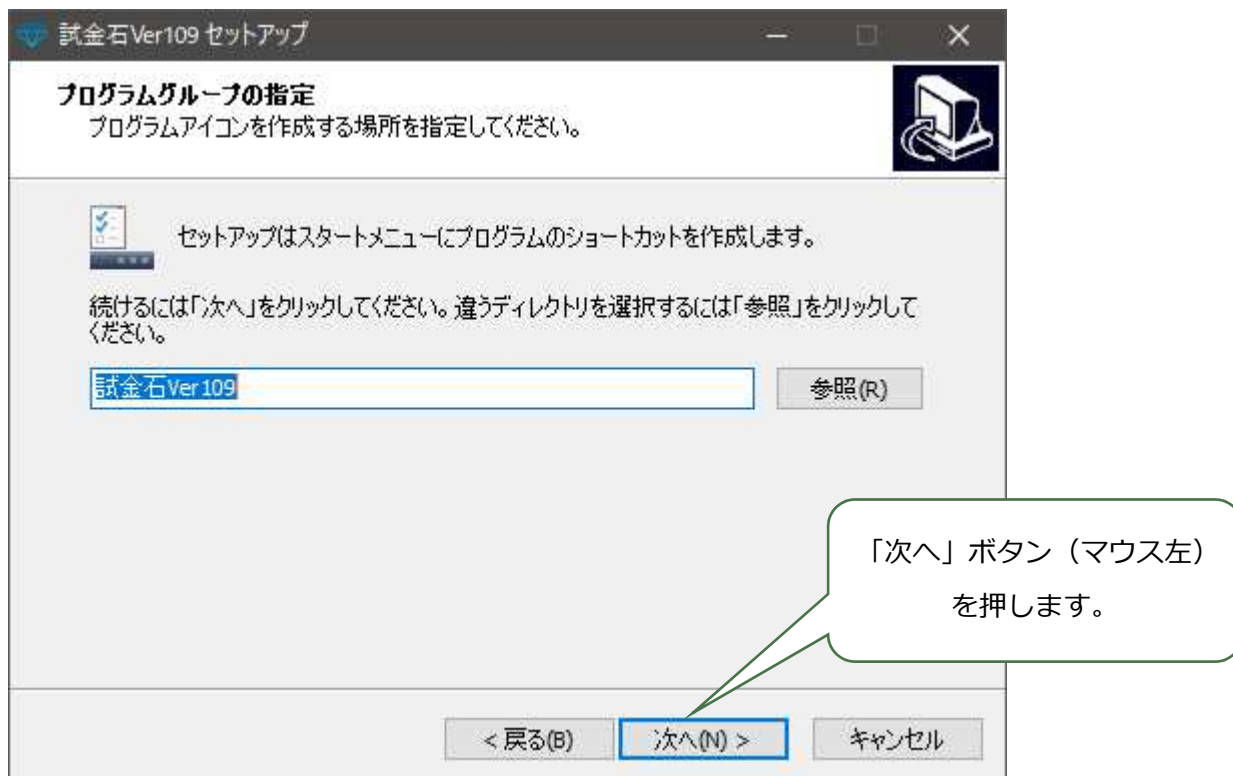 試金石Ver109 セットアップ
プログラムグループの指定
プログラムアイコンを作成する場所を指定してください。
セットアップはスタートメニューにプログラムのショートカットを作成します。
続けるには「次へ」をクリックしてください。違うディレクトリを選択するには「参照」をクリックして
ください。
試金石Ver109
参照(R)
「次へ」ボタン（マウス左）
を押します。
< 戻る(B)
次へ(N) >
キャンセル